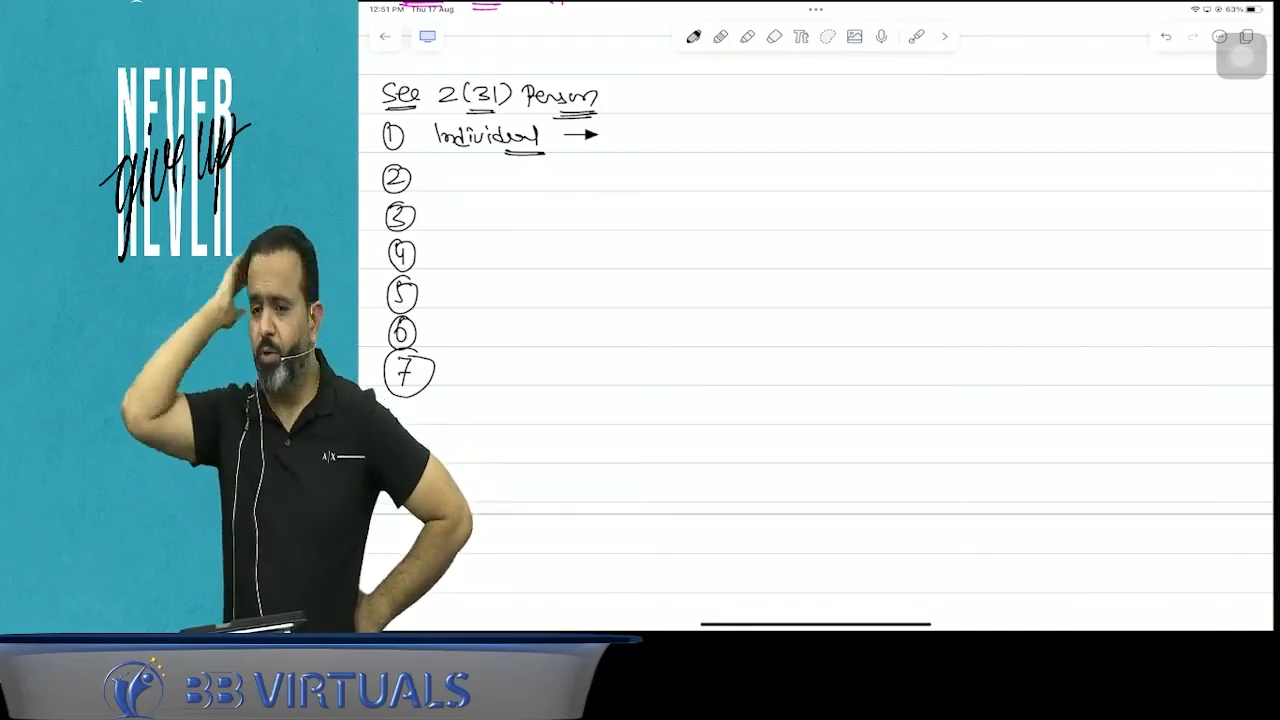 12:51 PM Thu 17 Aug
63%
NEVER
give up
NEVER
See 2(31) Person
① Individual →
②
③
④
⑤
⑥
⑦
A|X
BB VIRTUALS